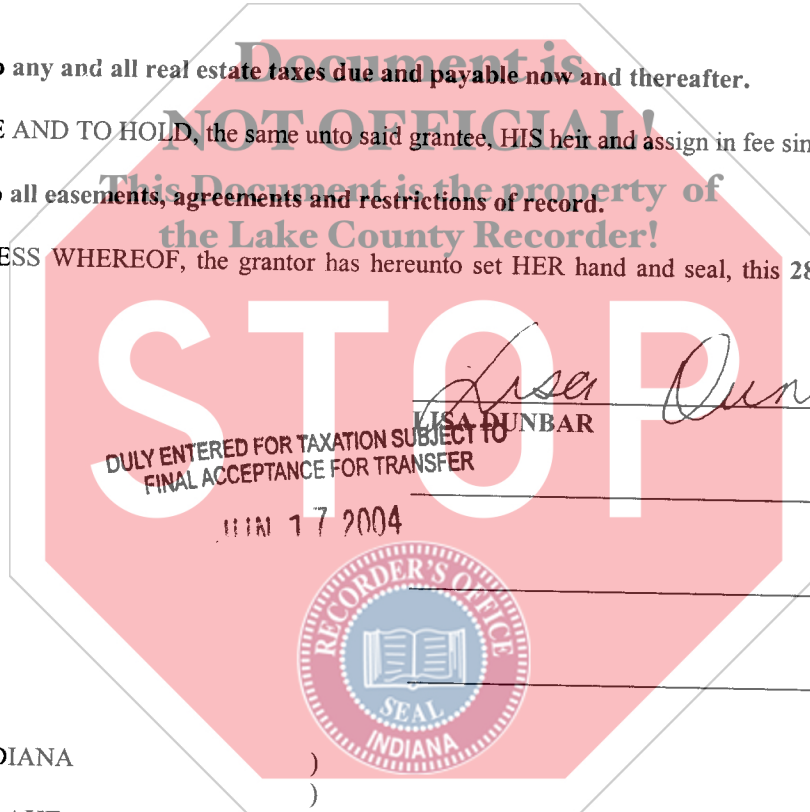 Document is
any and all real estate taxes due and payable now and thereafter.
NOT OFFICIAL!
AND TO HOLD, the same unto said grantee, HIS heir and assign in fee
This Document is the property of
all easements, agreements and restrictions of record.
the Lake County Recorder!
WHEREOF, the grantor has hereunto set HER hand and seal, this 28
STOP
Lisa
LISA DUNBAR
DULY ENTERED FOR TAXATION SUBJECT TO
FINAL ACCEPTANCE FOR TRANSFER
JUN 17 2004
RECORDER'S OFFICE
SEAL
INDIANA
)
)